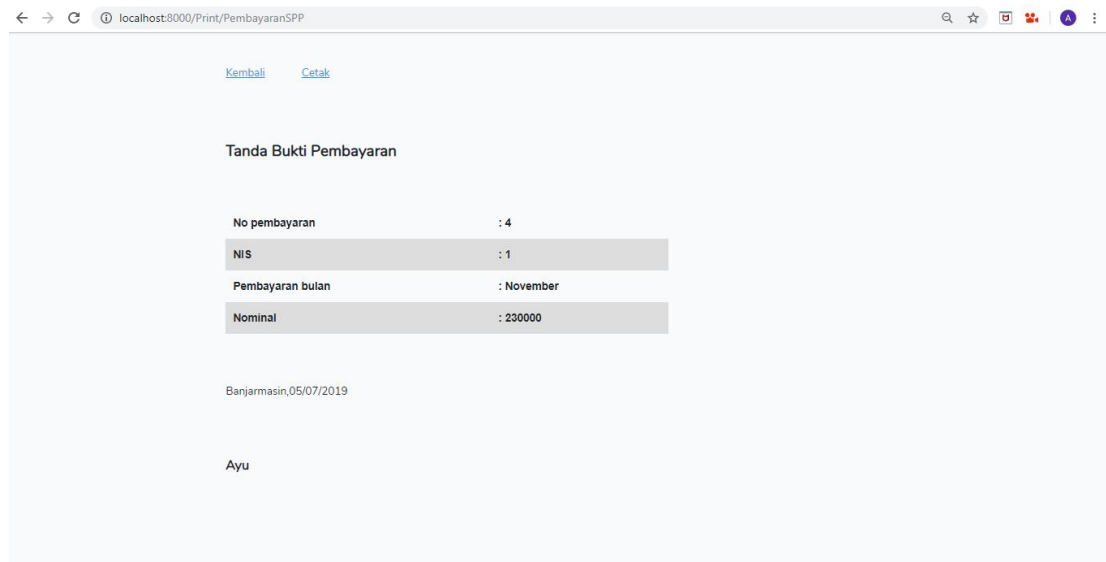 localhost:8000/Print/PembayaranSPP
A
Kembali Cetak
Tanda Bukti Pembayaran
No pembayaran : 4
NIS : 1
Pembayaran bulan : November
Nominal : 230000
Banjarmasin,05/07/2019
Ayu